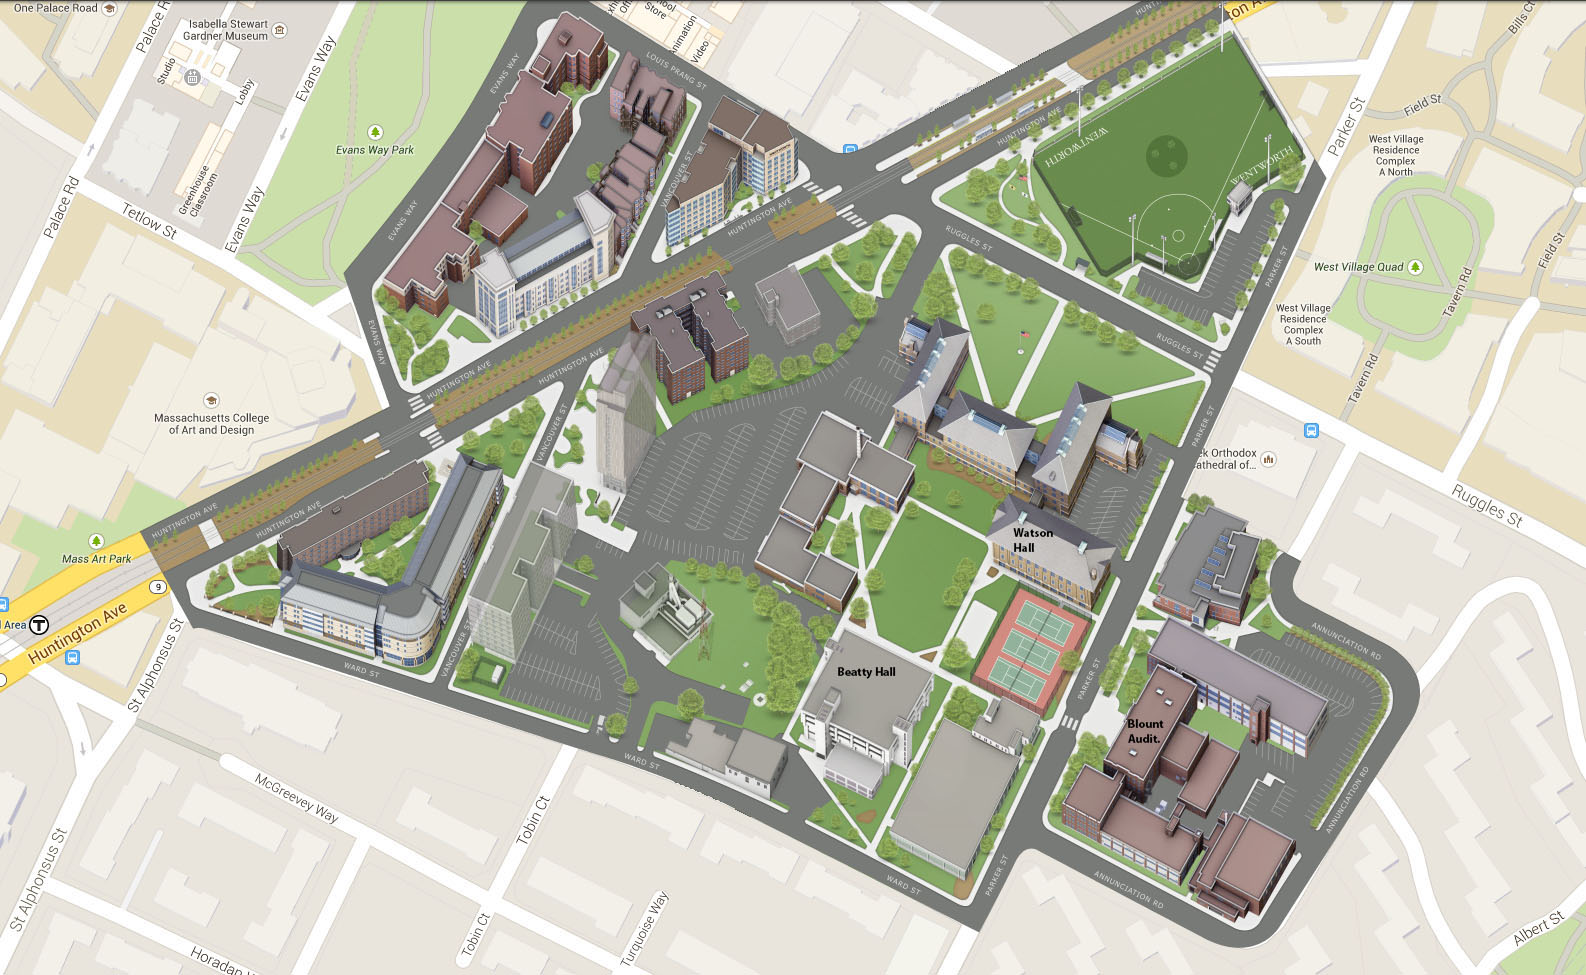 One Palace Road
Palace Rd
Isabella Stewart
Gardner Museum
Studio
Lobby
Evans Way
Evans Way Park
Greenhouse
Classroom
Palace Rd
Tetlow St
Evans Way
Store
Animation
Video
LOUIS PRANG ST
EVANS WAY
EVANS WAY
EVANS WAY
VANCOUVER ST
HUNTINGTON AVE
HUNTINGTON AVE
HUNTINGTON AVE
HUNTINGTON AVE
HUNTINGTON AVE
HUNTINGTON AVE
WENTWORTH
WENTWORTH
Parker St
Bills Ct
Field St
West Village
Residence
Complex
A North
West Village Quad
Field St
Tavern Rd
West Village
Residence
Complex
A South
Tavern Rd
RUGGLES ST
RUGGLES ST
PARKER ST
PARKER ST
Massachusetts College
of Art and Design
VANCOUVER ST
Orthodox
Ruggles St
Mass Art Park
9
Area
T
Huntington Ave
St Alphonsus St
WARD ST
VANCOUVER ST
Watson
Hall
Beatty Hall
Blount
Audit.
PARKER ST
ANNUNCIATION RD
ANNUNCIATION RD
ANNUNCIATION RD
WARD ST
WARD ST
PARKER ST
McGreevey Way
Tobin Ct
Tobin Ct
Turquoise Way
St Alphonsus St
Albert St